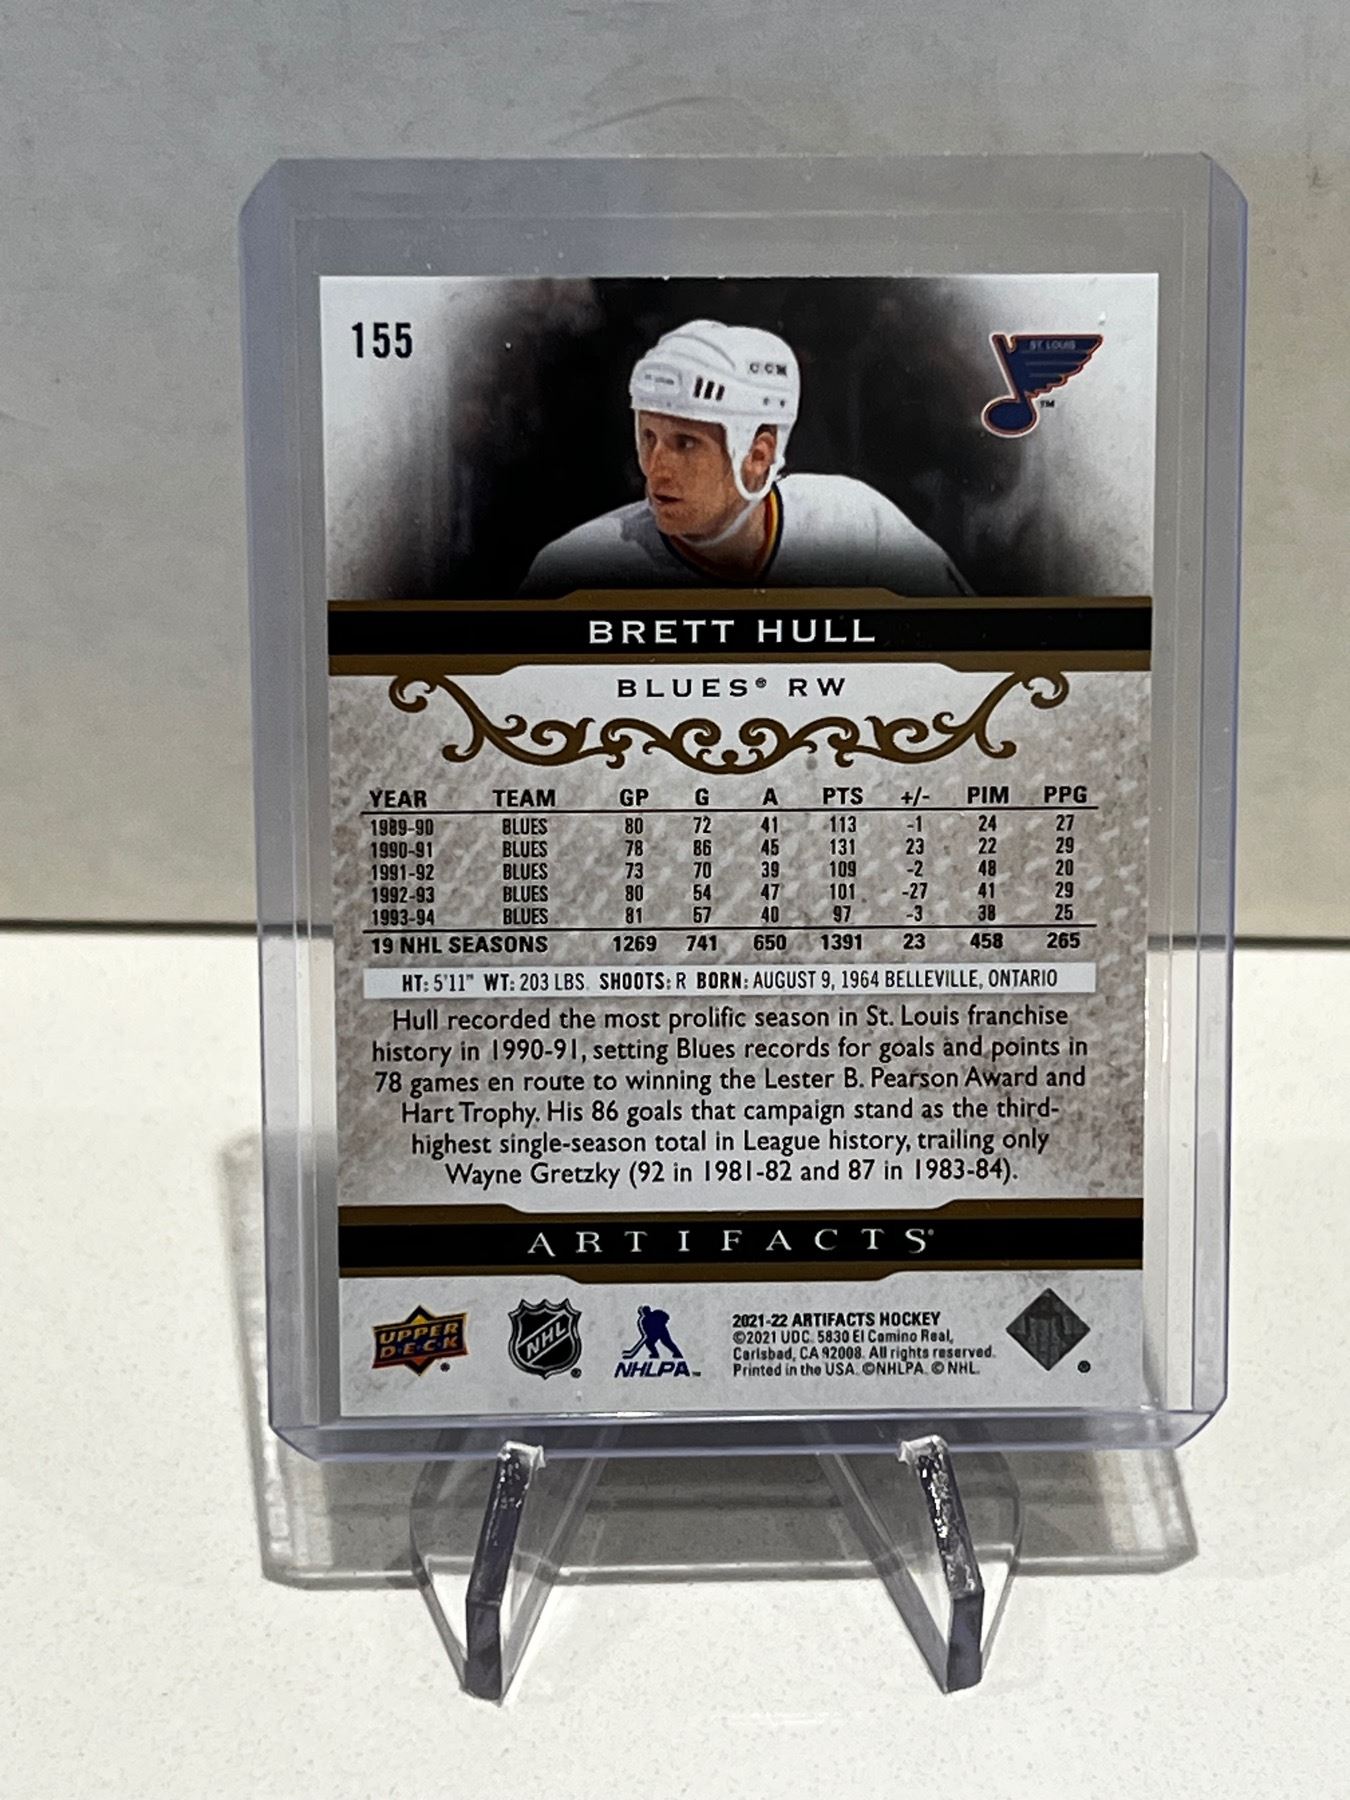 155
ST. LOUIS
TM
CCM
BRETT HULL
BLUES® RW
YEAR TEAM GP G A PTS +/- PIM PPG
1989-90 BLUES 80 72 41 113 -1 24 27
1990-91 BLUES 78 86 45 131 23 22 29
1991-92 BLUES 73 70 39 109 -2 48 20
1992-93 BLUES 80 54 47 101 -27 41 29
1993-94 BLUES 81 57 40 97 -3 38 25
19 NHL SEASONS 1269 741 650 1391 23 458 265
HT: 5'11" WT: 203 LBS. SHOOTS: R BORN: AUGUST 9, 1964 BELLEVILLE, ONTARIO
Hull recorded the most prolific season in St. Louis franchise
history in 1990-91, setting Blues records for goals and points in
78 games en route to winning the Lester B. Pearson Award and
Hart Trophy. His 86 goals that campaign stand as the third-
highest single-season total in League history, trailing only
Wayne Gretzky (92 in 1981-82 and 87 in 1983-84).
ARTIFACTS®
UPPER
D·E·C·K®
NHL®
NHLPA™
2021-22 ARTIFACTS HOCKEY
©2021 UDC. 5830 El Camino Real,
Carlsbad, CA 92008. All rights reserved.
Printed in the USA. ©NHLPA. © NHL.
®